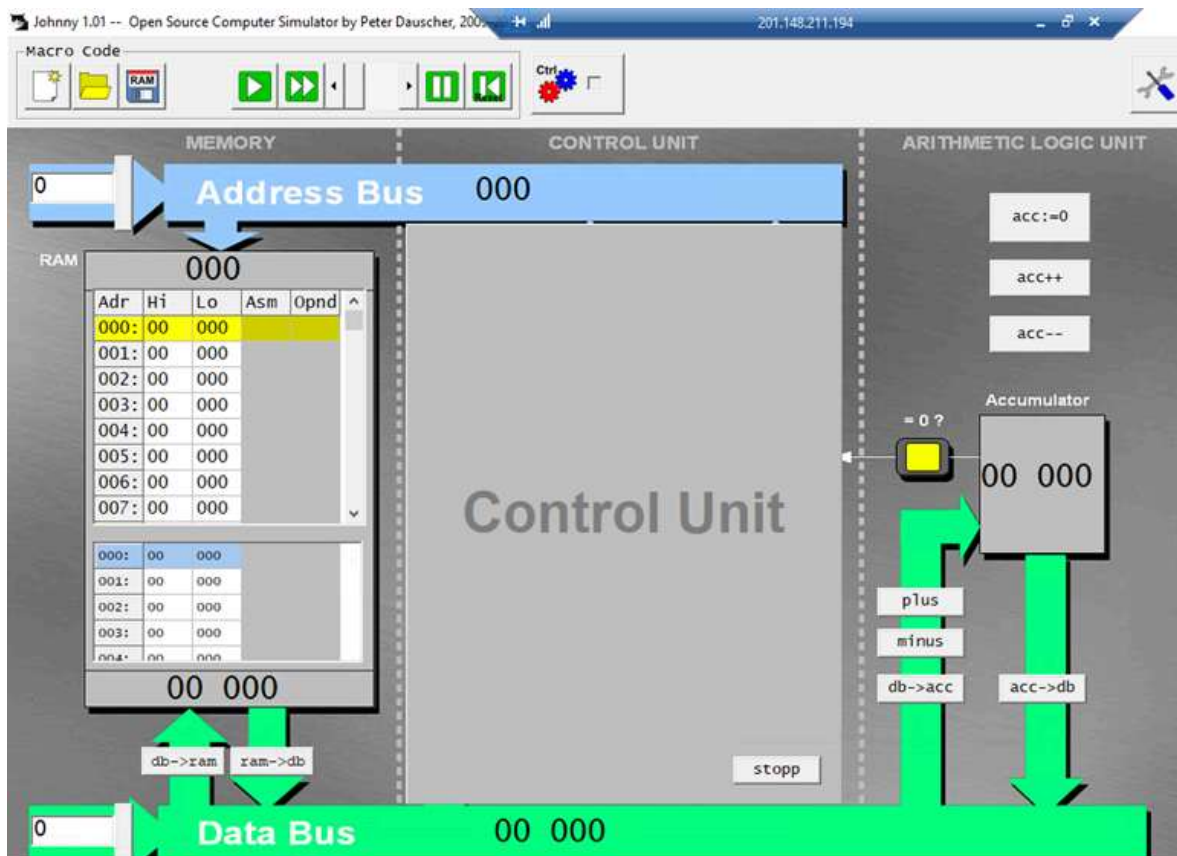 Johnny 1.01 -- Open Source Computer Simulator by Peter Dauscher, 200
201.148.211.194
Macro Code
RAM
Reset
Ctrl
MEMORY
CONTROL UNIT
ARITHMETIC LOGIC UNIT
0
Address Bus 000
acc:=0
acc++
acc--
RAM
000
Adr Hi Lo Asm Opnd
000: 00 000
001: 00 000
002: 00 000
003: 00 000
004: 00 000
005: 00 000
006: 00 000
007: 00 000
000: 00 000
001: 00 000
002: 00 000
003: 00 000
004: 00 000
00 000
db->ram
ram->db
Control Unit
stopp
Accumulator
= 0 ?
00 000
plus
minus
db->acc
acc->db
0
Data Bus 00 000